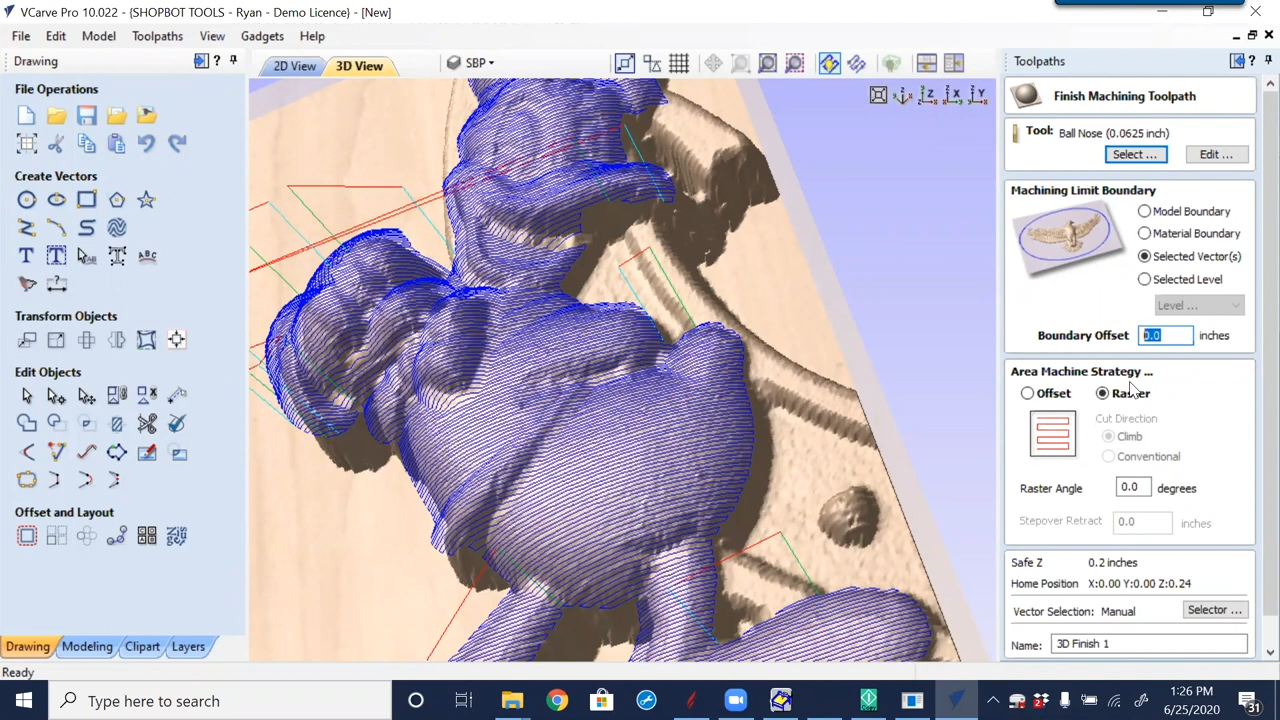 VCarve Pro 10.022 - {SHOPBOT TOOLS - Ryan - Demo Licence} - [New]
File Edit Model Toolpaths View Gadgets Help
Drawing ?
2D View 3D View SBP
Toolpaths ?
File Operations
Create Vectors
Transform Objects
Edit Objects
Offset and Layout
Drawing Modeling Clipart Layers
Z X Y
Finish Machining Toolpath
Tool: Ball Nose (0.0625 inch)
Select ... Edit ...
Machining Limit Boundary
Model Boundary
Material Boundary
Selected Vector(s)
Selected Level
Level ...
Boundary Offset 0.0 inches
Area Machine Strategy ...
Offset Raster
Cut Direction
Climb
Conventional
Raster Angle 0.0 degrees
Stepover Retract 0.0 inches
Safe Z 0.2 inches
Home Position X:0.00 Y:0.00 Z:0.24
Vector Selection: Manual Selector ...
Name: 3D Finish 1
Ready
Type here to search
1:26 PM
6/25/2020
31